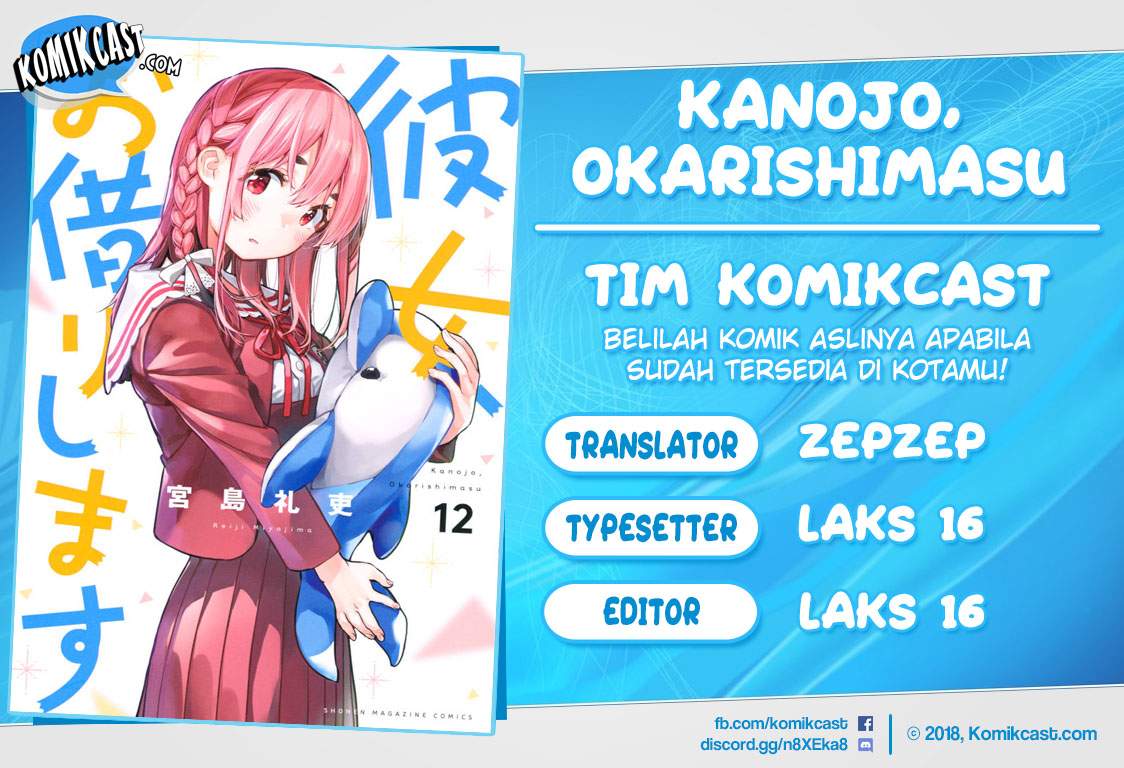 KOMIKCAST
.COM
彼女、
お借りします
Kanojo,
Okarishimasu
宮島礼吏
Reiji Miyajima
12
SHONEN MAGAZINE COMICS
KANOJO,
OKARISHIMASU
TIM KOMIKCAST
BELILAH KOMIK ASLINYA APABILA
SUDAH TERSEDIA DI KOTAMU!
TRANSLATOR ZEPZEP
TYPESETTER LAKS 16
EDITOR LAKS 16
fb.com/komikcast
discord.gg/n8XEka8
© 2018, Komikcast.com